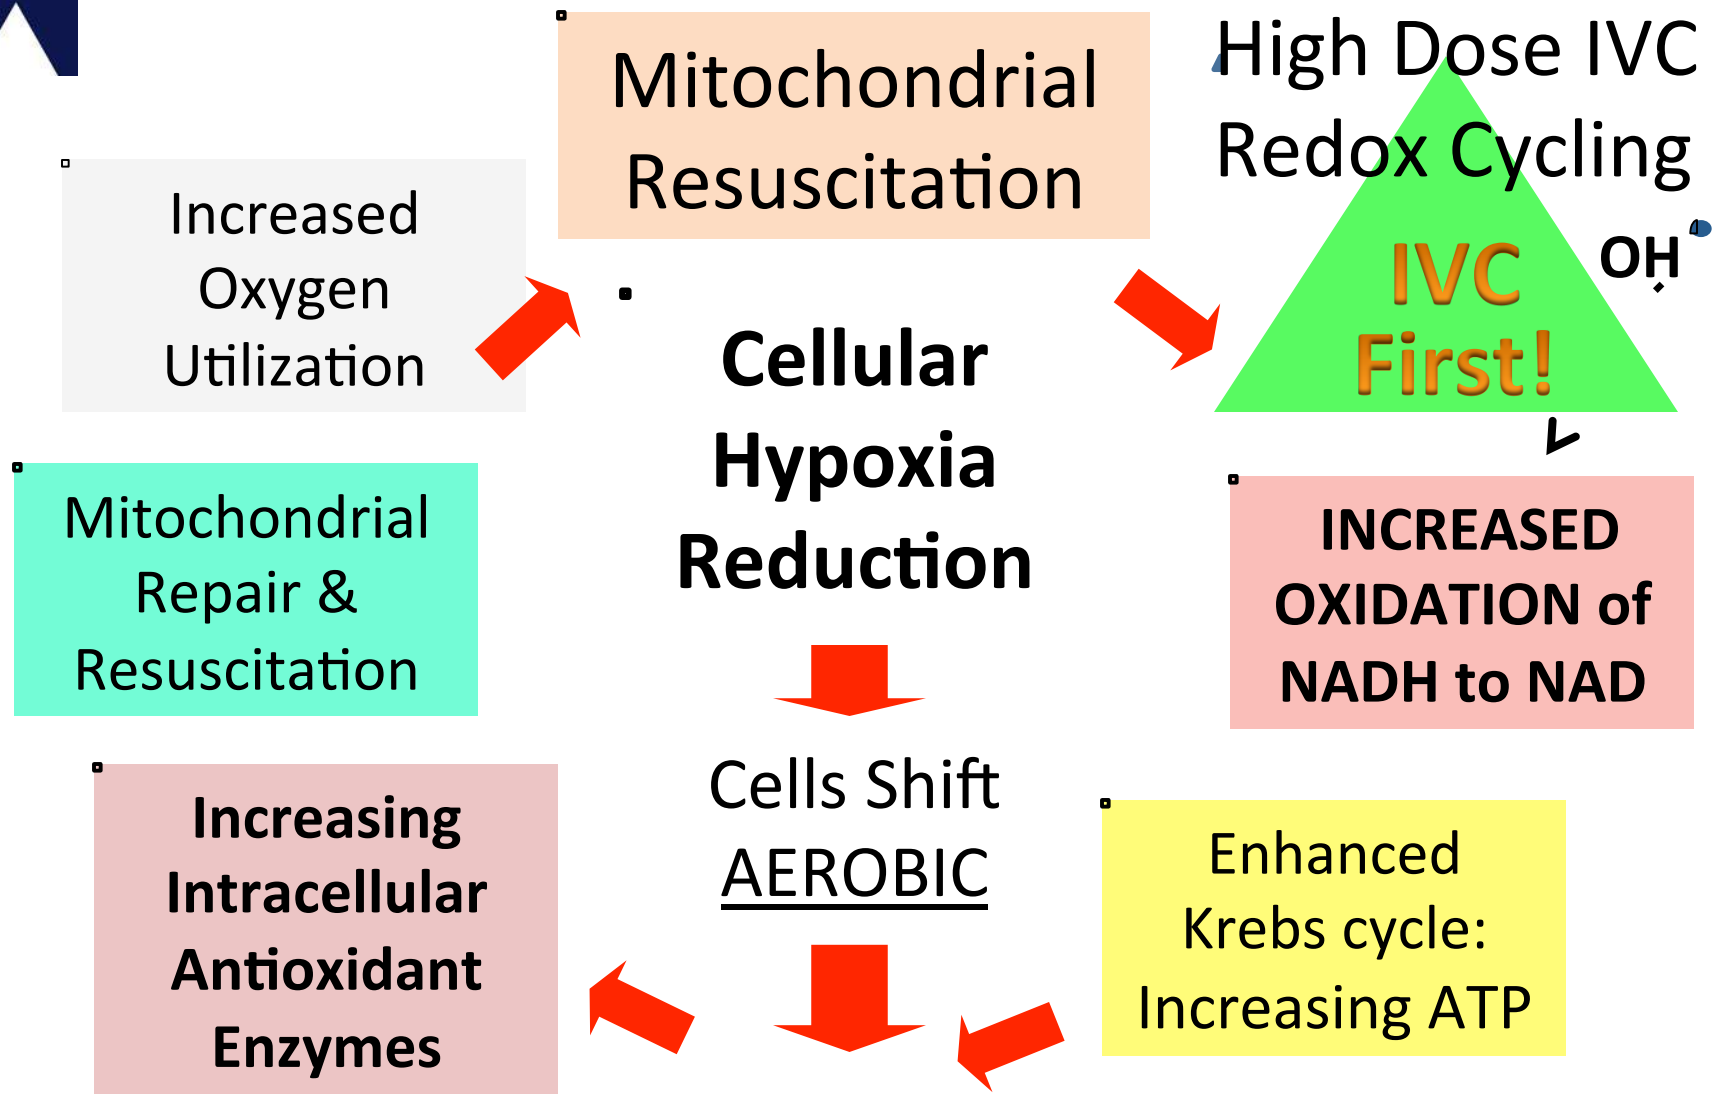 Mitochondrial
Resuscitation
High Dose IVC
Redox Cycling
OH
IVC
First!
Increased
Oxygen
Utilization
Cellular
Hypoxia
Reduction
Mitochondrial
Repair &
Resuscitation
INCREASED
OXIDATION of
NADH to NAD
Cells Shift
AEROBIC
Increasing
Intracellular
Antioxidant
Enzymes
Enhanced
Krebs cycle:
Increasing ATP